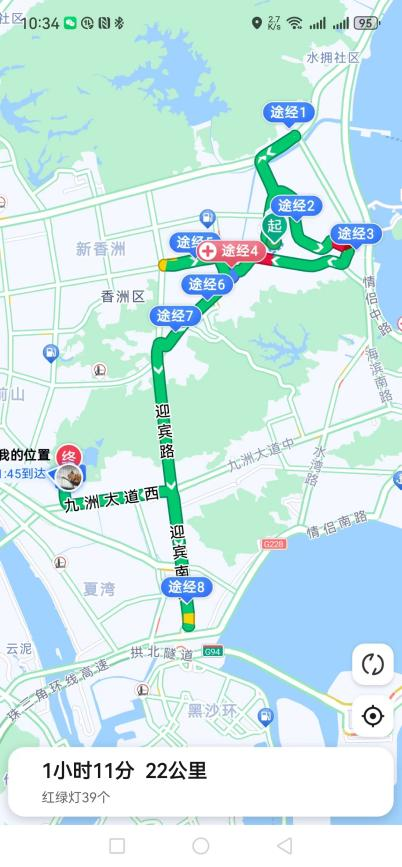 10:34
2.7
K/s
95
社区
水拥社区
途经1
途经2
起
途经3
途经4
新香洲
香洲区
途经6
途经7
情侣中路
海滨南路
前山
迎宾路
我的位置
终
1:45到达
九洲大道西
九洲大道中
水湾路
情侣南路
G228
迎宾南
夏湾
途经8
云泥
拱北隧道
G94
珠三角环线高速
黑沙环
1小时11分 22公里
红绿灯39个